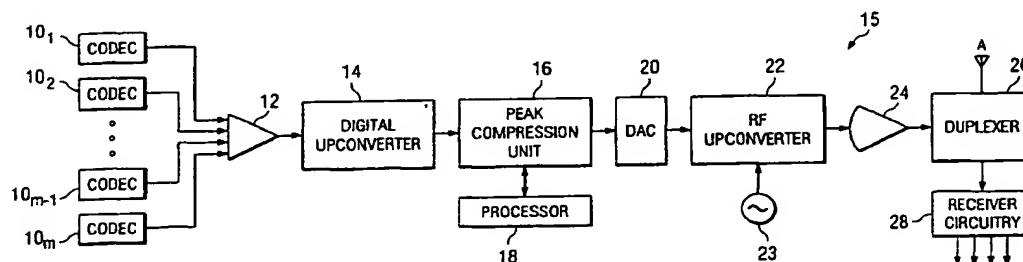 10₁
CODEC
10₂
CODEC
10ₘ₋₁
CODEC
10ₘ
CODEC
12
14
DIGITAL
UPCONVERTER
16
PEAK
COMPRESSION
UNIT
PROCESSOR
18
20
DAC
22
RF
UPCONVERTER
23
15
24
A
26
DUPLEXER
28
RECEIVER
CIRCUITRY